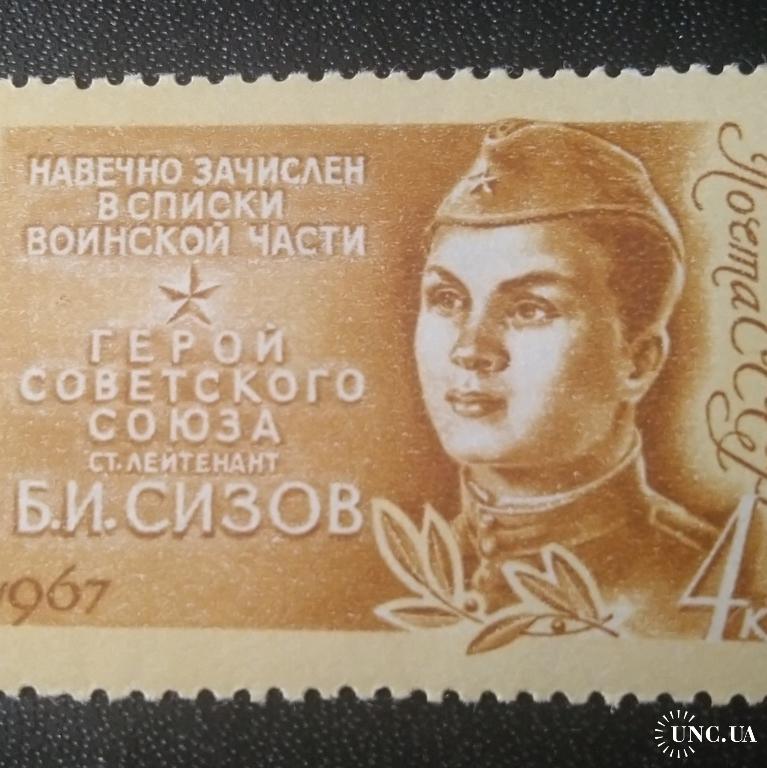 НАВЕЧНО ЗАЧИСЛЕН
В СПИСКИ
ВОИНСКОЙ ЧАСТИ
ГЕРОЙ
СОВЕТСКОГО
СОЮЗА
СТ. ЛЕЙТЕНАНТ
Б.И.СИЗОВ
1967
Почта СССР
4к
UNC.UA